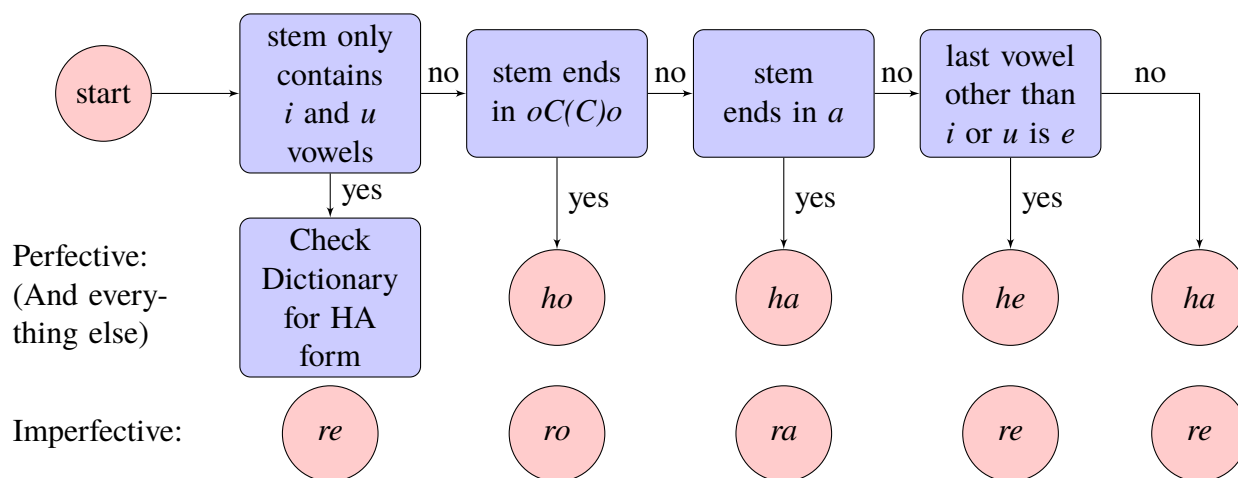 start
stem only
contains
i and u
vowels
no
stem ends
in oC(C)o
no
stem
ends in a
no
last vowel
other than
i or u is e
no
yes
yes
yes
yes
Perfective:
(And every-
thing else)
Check
Dictionary
for HA
form
ho
ha
he
ha
Imperfective:
re
ro
ra
re
re